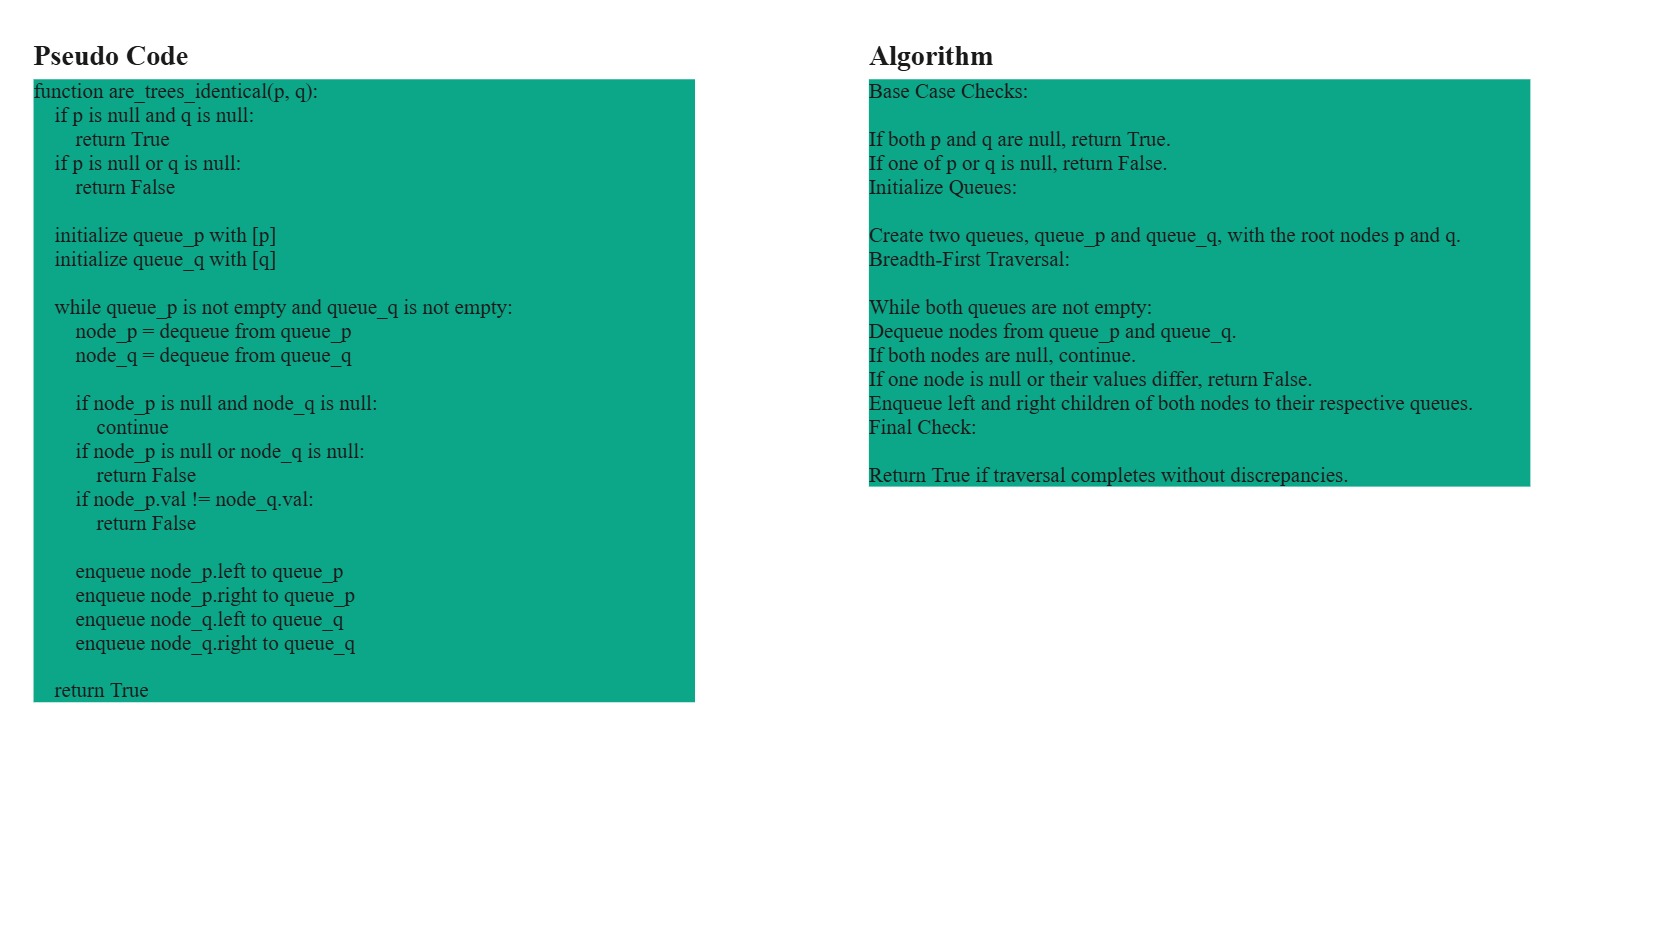 Pseudo Code
function are_trees_identical(p, q):
    if p is null and q is null:
        return True
    if p is null or q is null:
        return False

    initialize queue_p with [p]
    initialize queue_q with [q]

    while queue_p is not empty and queue_q is not empty:
        node_p = dequeue from queue_p
        node_q = dequeue from queue_q

        if node_p is null and node_q is null:
            continue
        if node_p is null or node_q is null:
            return False
        if node_p.val != node_q.val:
            return False

        enqueue node_p.left to queue_p
        enqueue node_p.right to queue_p
        enqueue node_q.left to queue_q
        enqueue node_q.right to queue_q

    return True
Algorithm
Base Case Checks:

If both p and q are null, return True.
If one of p or q is null, return False.
Initialize Queues:

Create two queues, queue_p and queue_q, with the root nodes p and q.
Breadth-First Traversal:

While both queues are not empty:
Dequeue nodes from queue_p and queue_q.
If both nodes are null, continue.
If one node is null or their values differ, return False.
Enqueue left and right children of both nodes to their respective queues.
Final Check:

Return True if traversal completes without discrepancies.